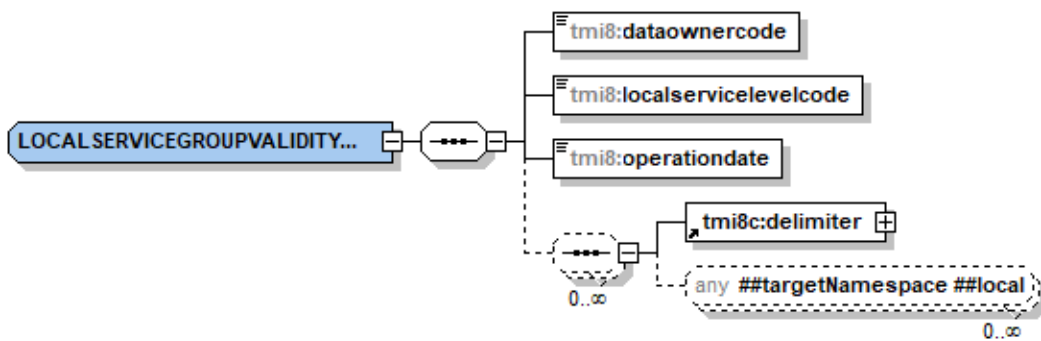 tmi8:dataownercode
tmi8:localservicelevelcode
LOCALSERVICEGROUPVALIDITY...
tmi8:operationdate
tmi8c:delimiter
0..∞
any ##targetNamespace ##local
0..∞